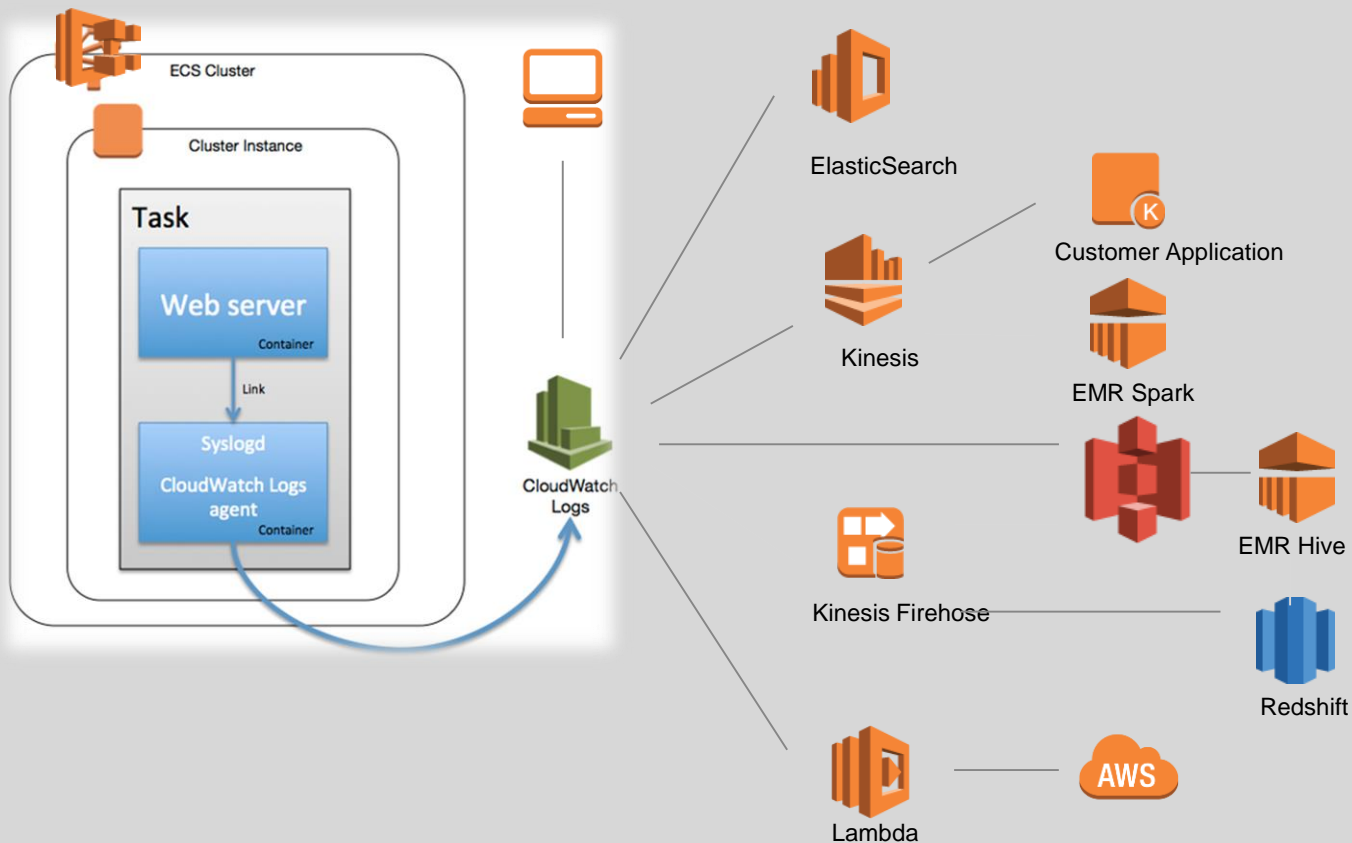 ECS Cluster
Cluster Instance
Task
Web server
Container
Link
Syslogd
CloudWatch Logs
agent
Container
CloudWatch
Logs
ElasticSearch
K
Customer Application
Kinesis
EMR Spark
EMR Hive
Kinesis Firehose
Redshift
AWS
Lambda